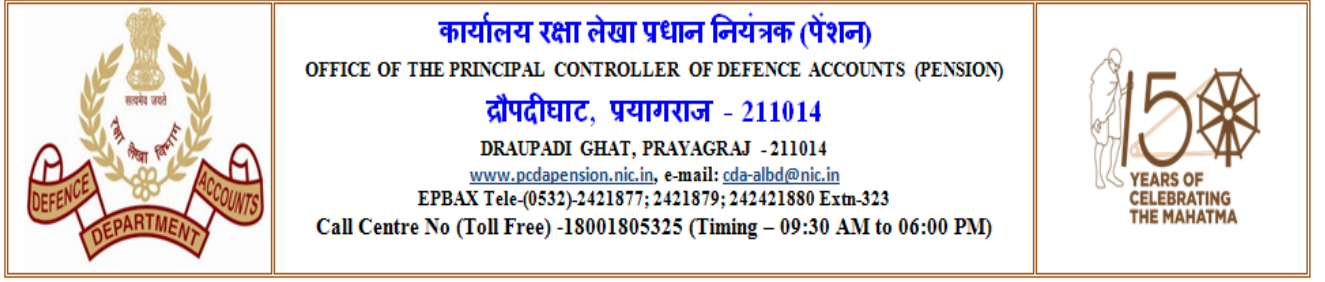 सत्यमेव जयते
रक्षा लेखा विभाग
DEFENCE ACCOUNTS
DEPARTMENT
कार्यालय रक्षा लेखा प्रधान नियंत्रक (पेंशन)
OFFICE OF THE PRINCIPAL CONTROLLER OF DEFENCE ACCOUNTS (PENSION)
द्रौपदीघाट, प्रयागराज - 211014
DRAUPADI GHAT, PRAYAGRAJ - 211014
www.pcdapension.nic.in, e-mail: cda-albd@nic.in
EPBAX Tele-(0532)-2421877; 2421879; 242421880 Extn-323
Call Centre No (Toll Free) -18001805325 (Timing – 09:30 AM to 06:00 PM)
150
YEARS OF
CELEBRATING
THE MAHATMA